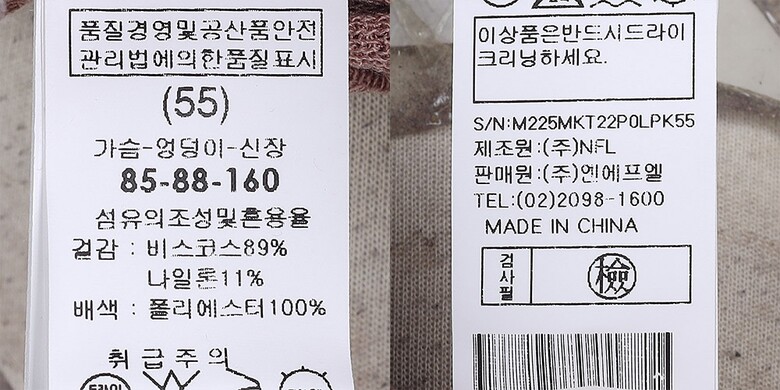 품질경영및공산품안전
관리법에의한품질표시
(55)
가슴-엉덩이-신장
85-88-160
섬유의조성및혼용율
겉감 : 비스코스89%
나일론11%
배색 : 폴리에스터100%
취급주의
드라이
이상품은반드시드라이
크리닝하세요.
S/N:M225MKT22P0LPK55
제조원:(주)NFL
판매원:(주)엔에프엘
TEL:(02)2098-1600
MADE IN CHINA
검사필
檢